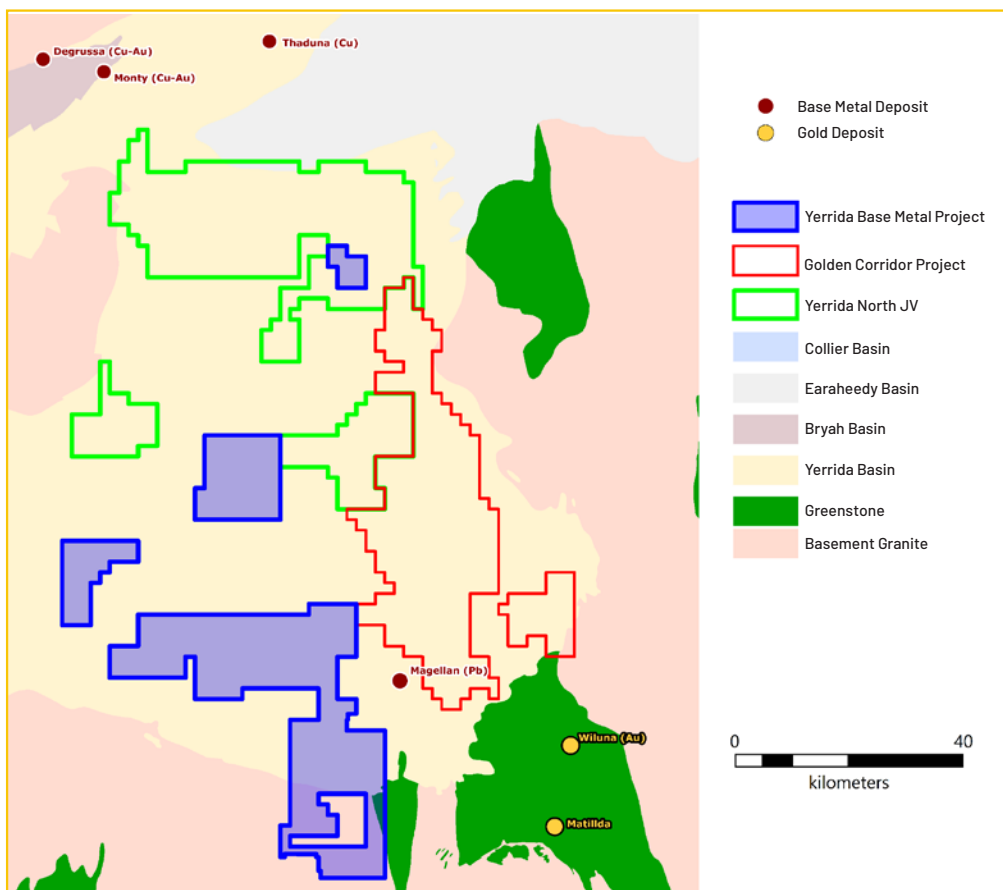 Degrussa (Cu-Au)
Monty (Cu-Au)
Thaduna (Cu)
Magellan (Pb)
Wiluna (Au)
Matillda
Base Metal Deposit
Gold Deposit
Yerrida Base Metal Project
Golden Corridor Project
Yerrida North JV
Collier Basin
Earaheedy Basin
Bryah Basin
Yerrida Basin
Greenstone
Basement Granite
0 40
kilometers